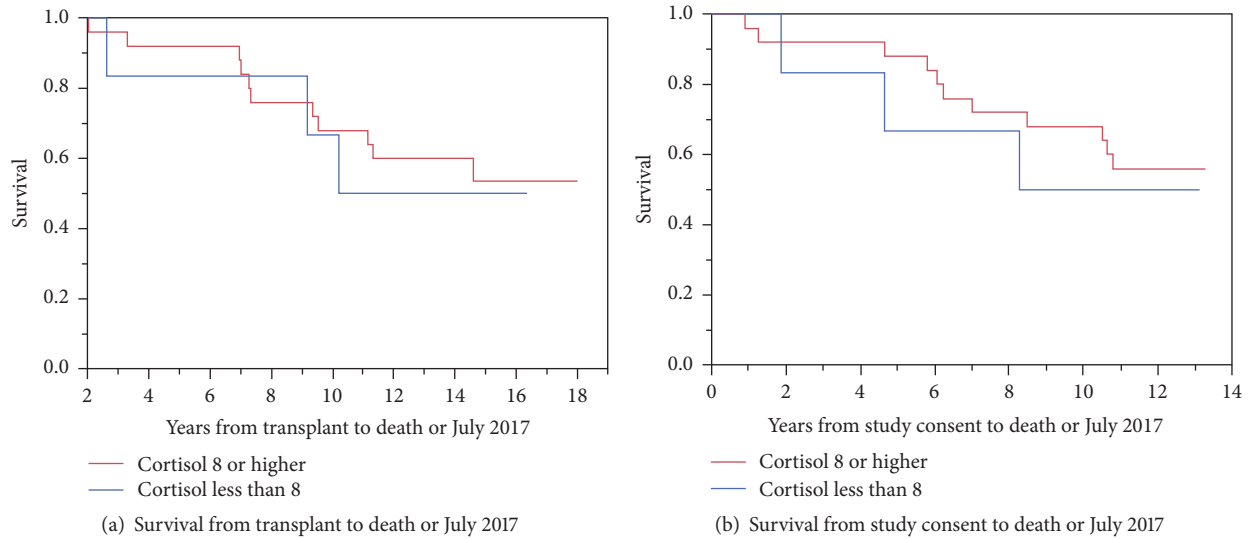 1.0
0.8
0.6
0.4
0.2
0.0
Survival
2 4 6 8 10 12 14 16 18
Years from transplant to death or July 2017
Cortisol 8 or higher
Cortisol less than 8
(a) Survival from transplant to death or July 2017
1.0
0.8
0.6
0.4
0.2
0.0
Survival
0 2 4 6 8 10 12 14
Years from study consent to death or July 2017
Cortisol 8 or higher
Cortisol less than 8
(b) Survival from study consent to death or July 2017